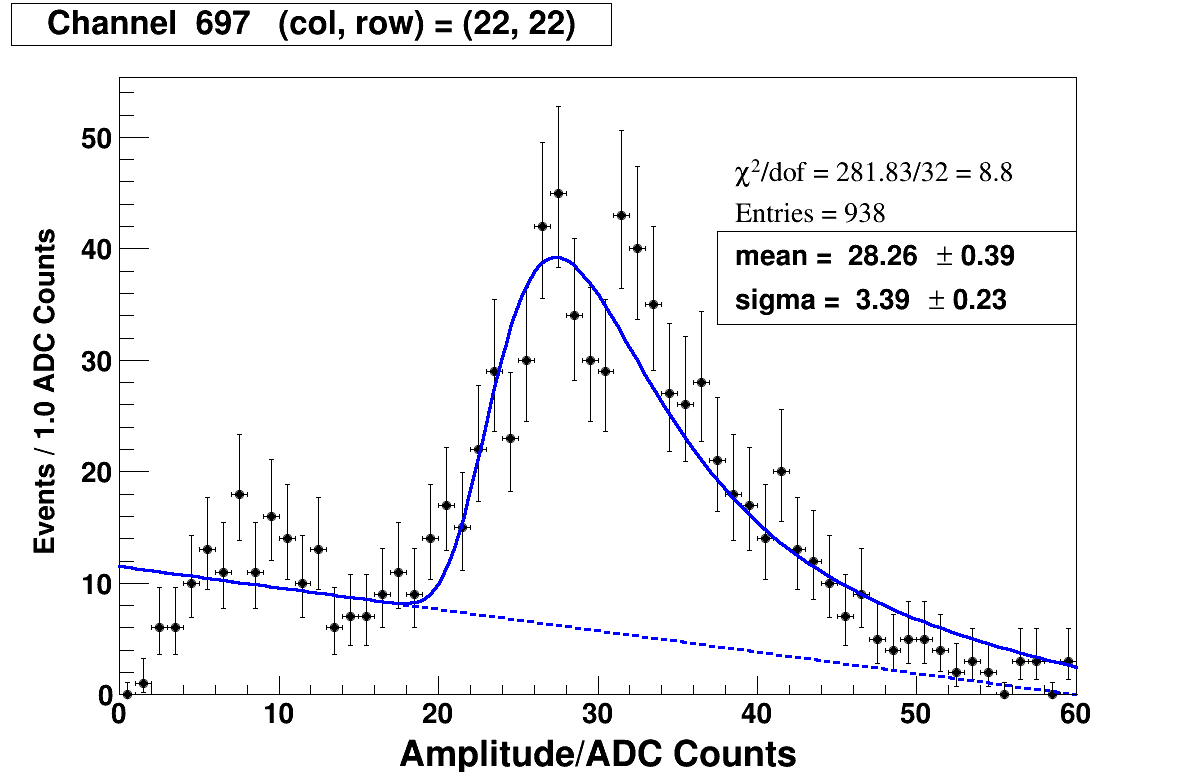 Channel 697 (col, row) = (22, 22)
χ²/dof = 281.83/32 = 8.8
Entries = 938
mean = 28.26 ± 0.39
sigma = 3.39 ± 0.23
Events / 1.0 ADC Counts
50
40
30
20
10
0
0 10 20 30 40 50 60
Amplitude/ADC Counts